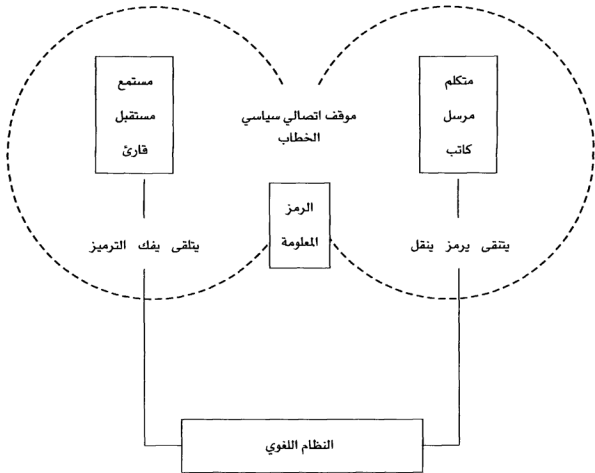 متكلم
مرسل
كاتب
موقف اتصالي سياسي
الخطاب
مستمع
مستقبل
قارئ
الرمز
المعلومة
ينتقى يرمز ينقل
يتلقى يفك الترميز
النظام اللغوي